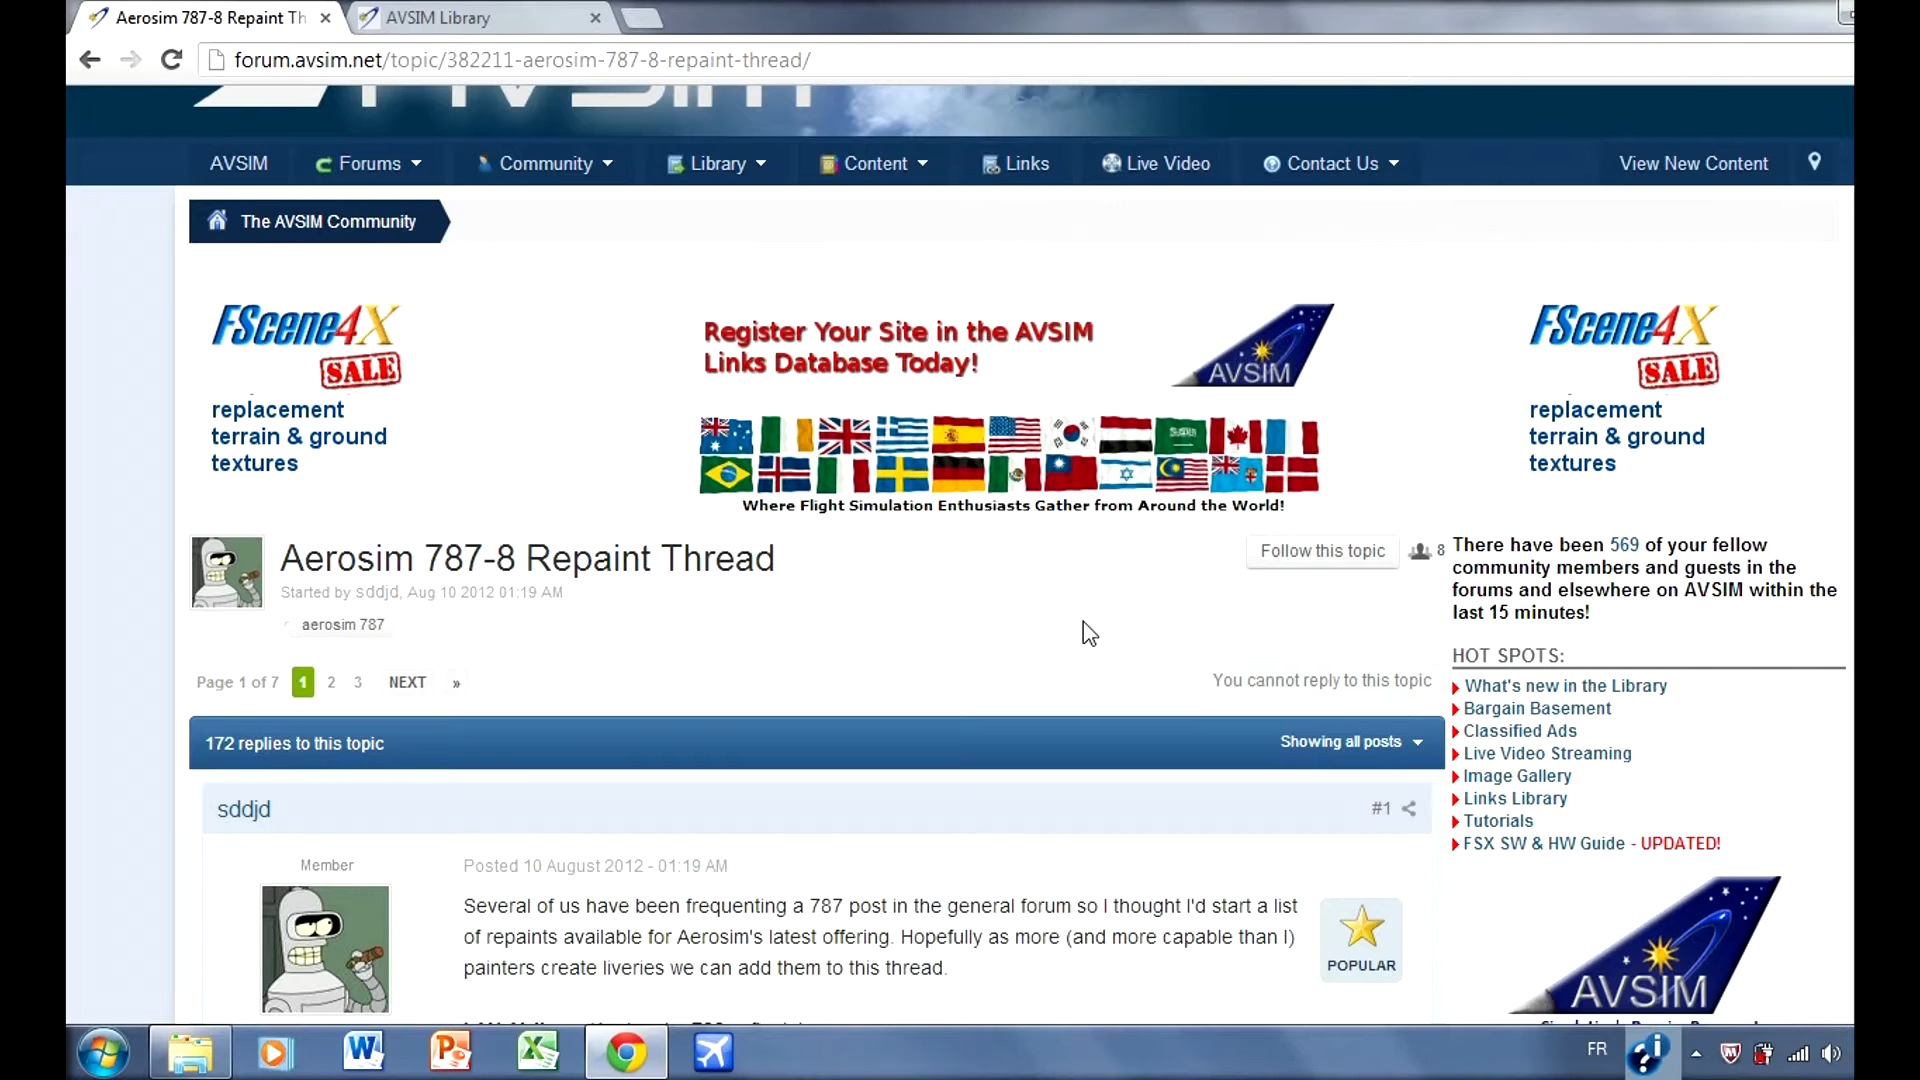 Aerosim 787-8 Repaint Th
AVSIM Library
forum.avsim.net/topic/382211-aerosim-787-8-repaint-thread/
AVSIM
AVSIM
Forums
Community
Library
Content
Links
Live Video
Contact Us
View New Content
The AVSIM Community
FScene4X
SALE
replacement
terrain & ground
textures
Register Your Site in the AVSIM
Links Database Today!
AVSIM
Where Flight Simulation Enthusiasts Gather from Around the World!
FScene4X
SALE
replacement
terrain & ground
textures
Aerosim 787-8 Repaint Thread
Started by sddjd, Aug 10 2012 01:19 AM
aerosim 787
Follow this topic
8
There have been 569 of your fellow
community members and guests in the
forums and elsewhere on AVSIM within the
last 15 minutes!
Page 1 of 7 1 2 3 NEXT »
You cannot reply to this topic
HOT SPOTS:
What's new in the Library
Bargain Basement
Classified Ads
Live Video Streaming
Image Gallery
Links Library
Tutorials
FSX SW & HW Guide - UPDATED!
172 replies to this topic
Showing all posts
sddjd
#1
Member
Posted 10 August 2012 - 01:19 AM
Several of us have been frequenting a 787 post in the general forum so I thought I'd start a list
of repaints available for Aerosim's latest offering. Hopefully as more (and more capable than I)
painters create liveries we can add them to this thread.
POPULAR
AVSIM
FR